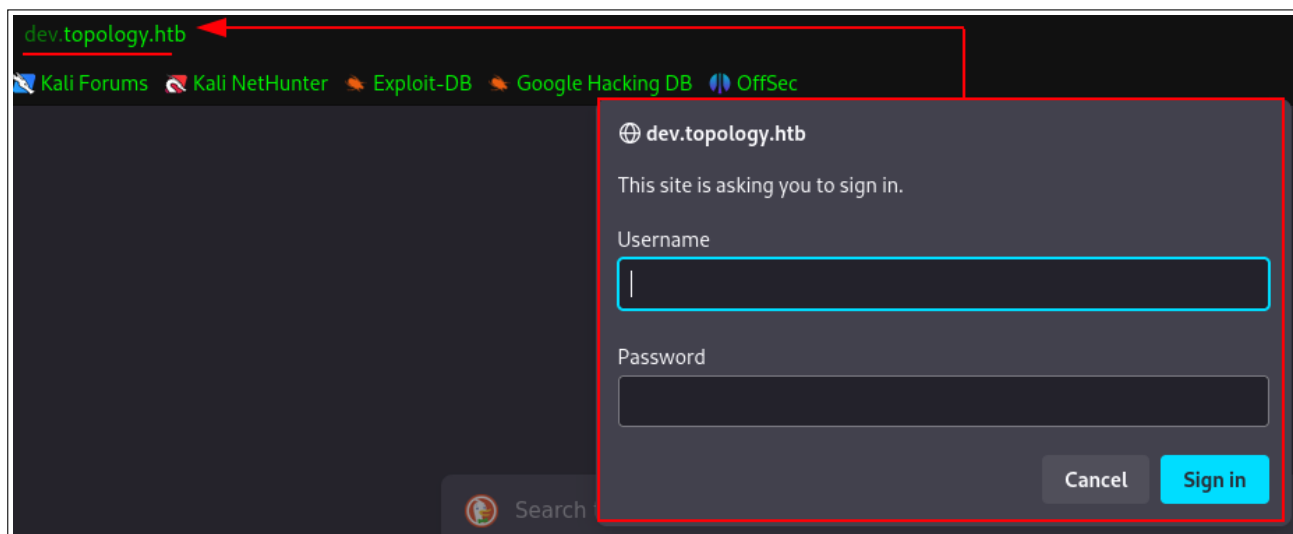 dev.topology.htb
Kali Forums Kali NetHunter Exploit-DB Google Hacking DB OffSec
dev.topology.htb
This site is asking you to sign in.
Username
Password
Cancel Sign in
Search